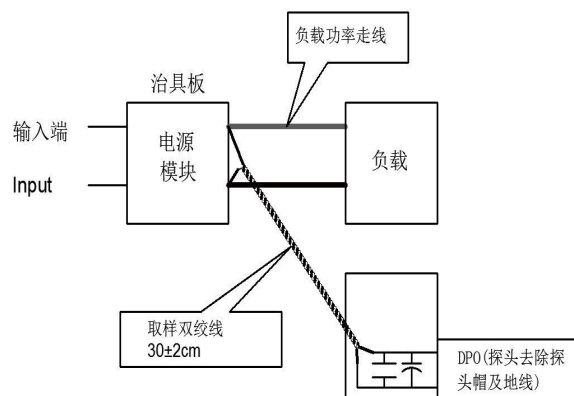 负载功率走线
治具板
输入端
Input
电源
模块
负载
取样双绞线
30±2cm
DPO(探头去除探
头帽及地线)